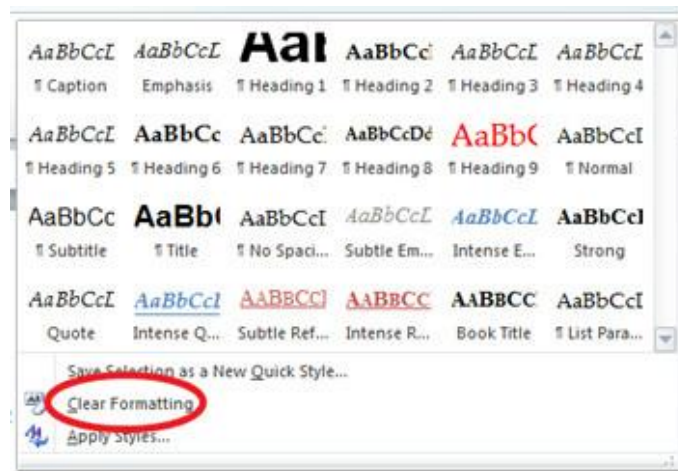 AaBbCcL AaBbCcL AaI AaBbCc AaBbCcL AaBbCcL
¶ Caption Emphasis ¶ Heading 1 ¶ Heading 2 ¶ Heading 3 ¶ Heading 4
AaBbCcL AaBbCc AaBbCc AaBbCcDd AaBb( AaBbCcI
¶ Heading 5 ¶ Heading 6 ¶ Heading 7 ¶ Heading 8 ¶ Heading 9 ¶ Normal
AaBbCc AaBb( AaBbCcI AaBbCcL AaBbCcL AaBbCcl
¶ Subtitle ¶ Title ¶ No Spaci... Subtle Em... Intense E... Strong
AaBbCcL AaBbCcl AABBCCI AABBCC AABBCC AaBbCcI
Quote Intense Q... Subtle Ref... Intense R... Book Title ¶ List Para...
Save Selection as a New Quick Style...
Clear Formatting
Apply Styles...